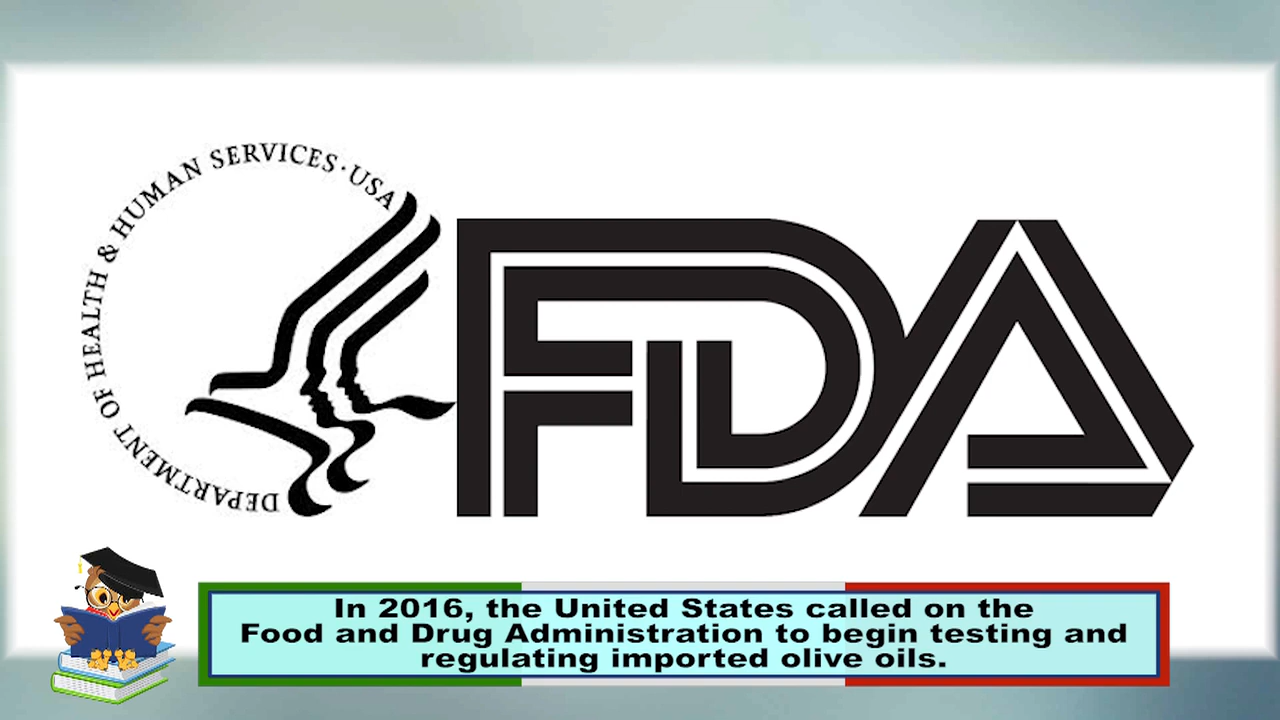 DEPARTMENT OF HEALTH & HUMAN SERVICES·USA
FDA
In 2016, the United States called on the
Food and Drug Administration to begin testing and
regulating imported olive oils.